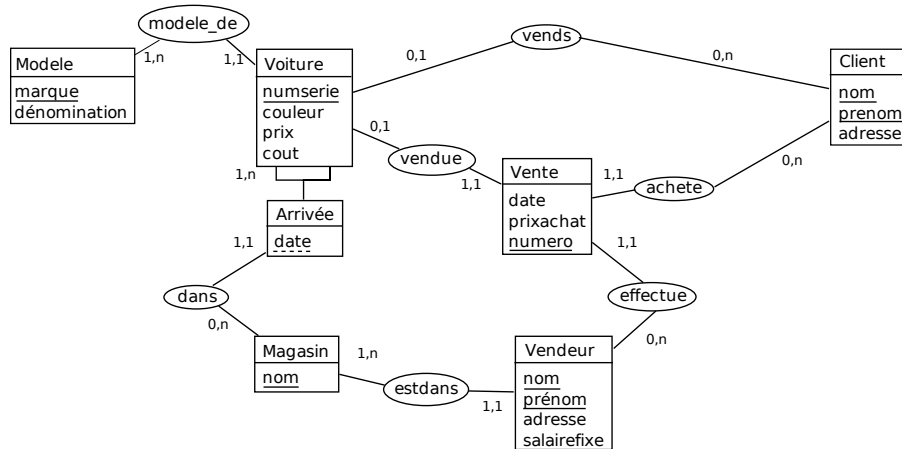 modele_de
vends
1,n
1,1
0,1
0,n
Modele
marque
dénomination
Voiture
numserie
couleur
prix
cout
Client
nom
prenom
adresse
0,1
vendue
1,1
1,n
Vente
date
prixachat
numero
1,1
achete
0,n
Arrivée
date
1,1
1,1
dans
effectue
0,n
0,n
Magasin
nom
1,n
estdans
1,1
Vendeur
nom
prénom
adresse
salairefixe